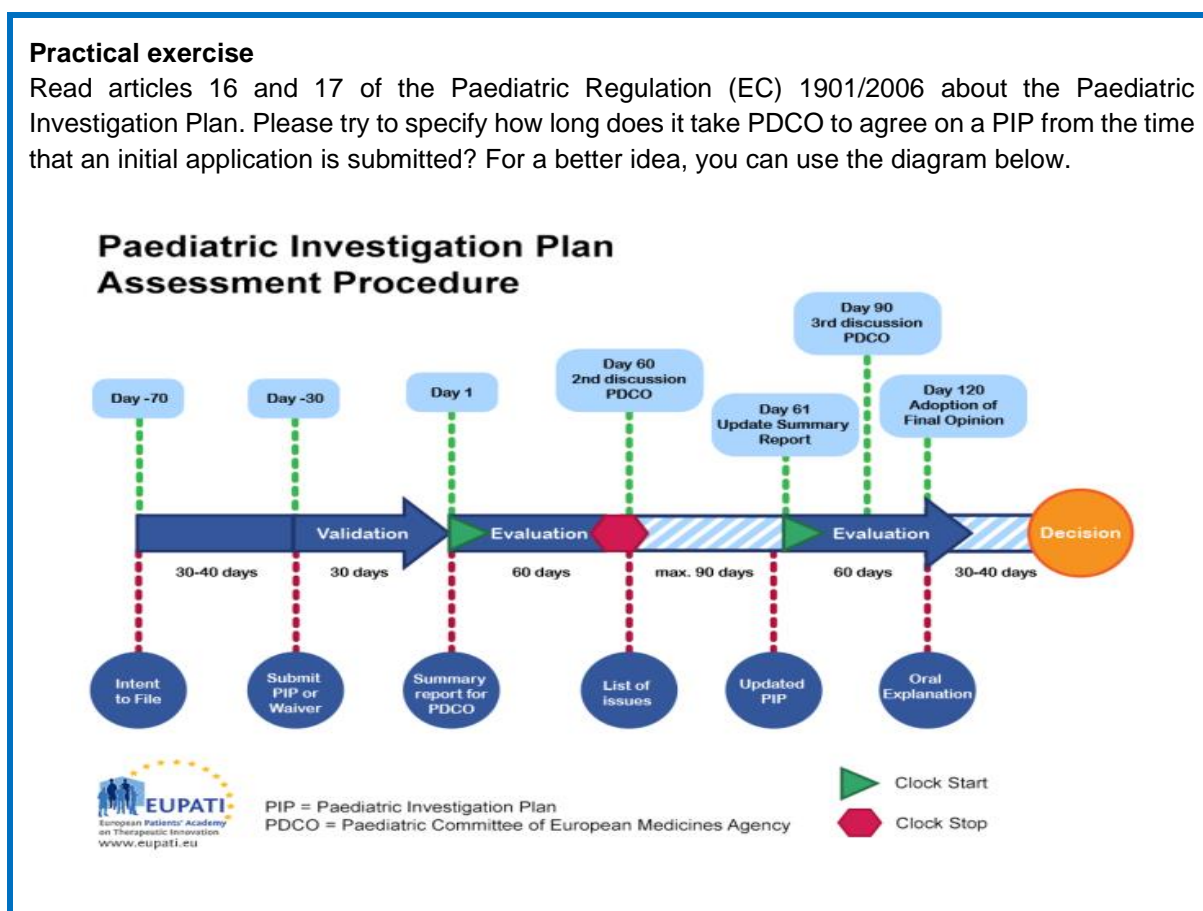 Practical exercise
Read articles 16 and 17 of the Paediatric Regulation (EC) 1901/2006 about the Paediatric
Investigation Plan. Please try to specify how long does it take PDCO to agree on a PIP from the time
that an initial application is submitted? For a better idea, you can use the diagram below.
Paediatric Investigation Plan
Assessment Procedure
Day -70
Day -30
Day 1
Day 60
2nd discussion
PDCO
Day 61
Update Summary
Report
Day 90
3rd discussion
PDCO
Day 120
Adoption of
Final Opinion
Validation
Evaluation
Evaluation
Decision
30-40 days
30 days
60 days
max. 90 days
60 days
30-40 days
Intent
to File
Submit
PIP or
Waiver
Summary
report for
PDCO
List of
issues
Updated
PIP
Oral
Explanation
EUPATI
European Patients' Academy
on Therapeutic Innovation
www.eupati.eu
PIP = Paediatric Investigation Plan
PDCO = Paediatric Committee of European Medicines Agency
Clock Start
Clock Stop